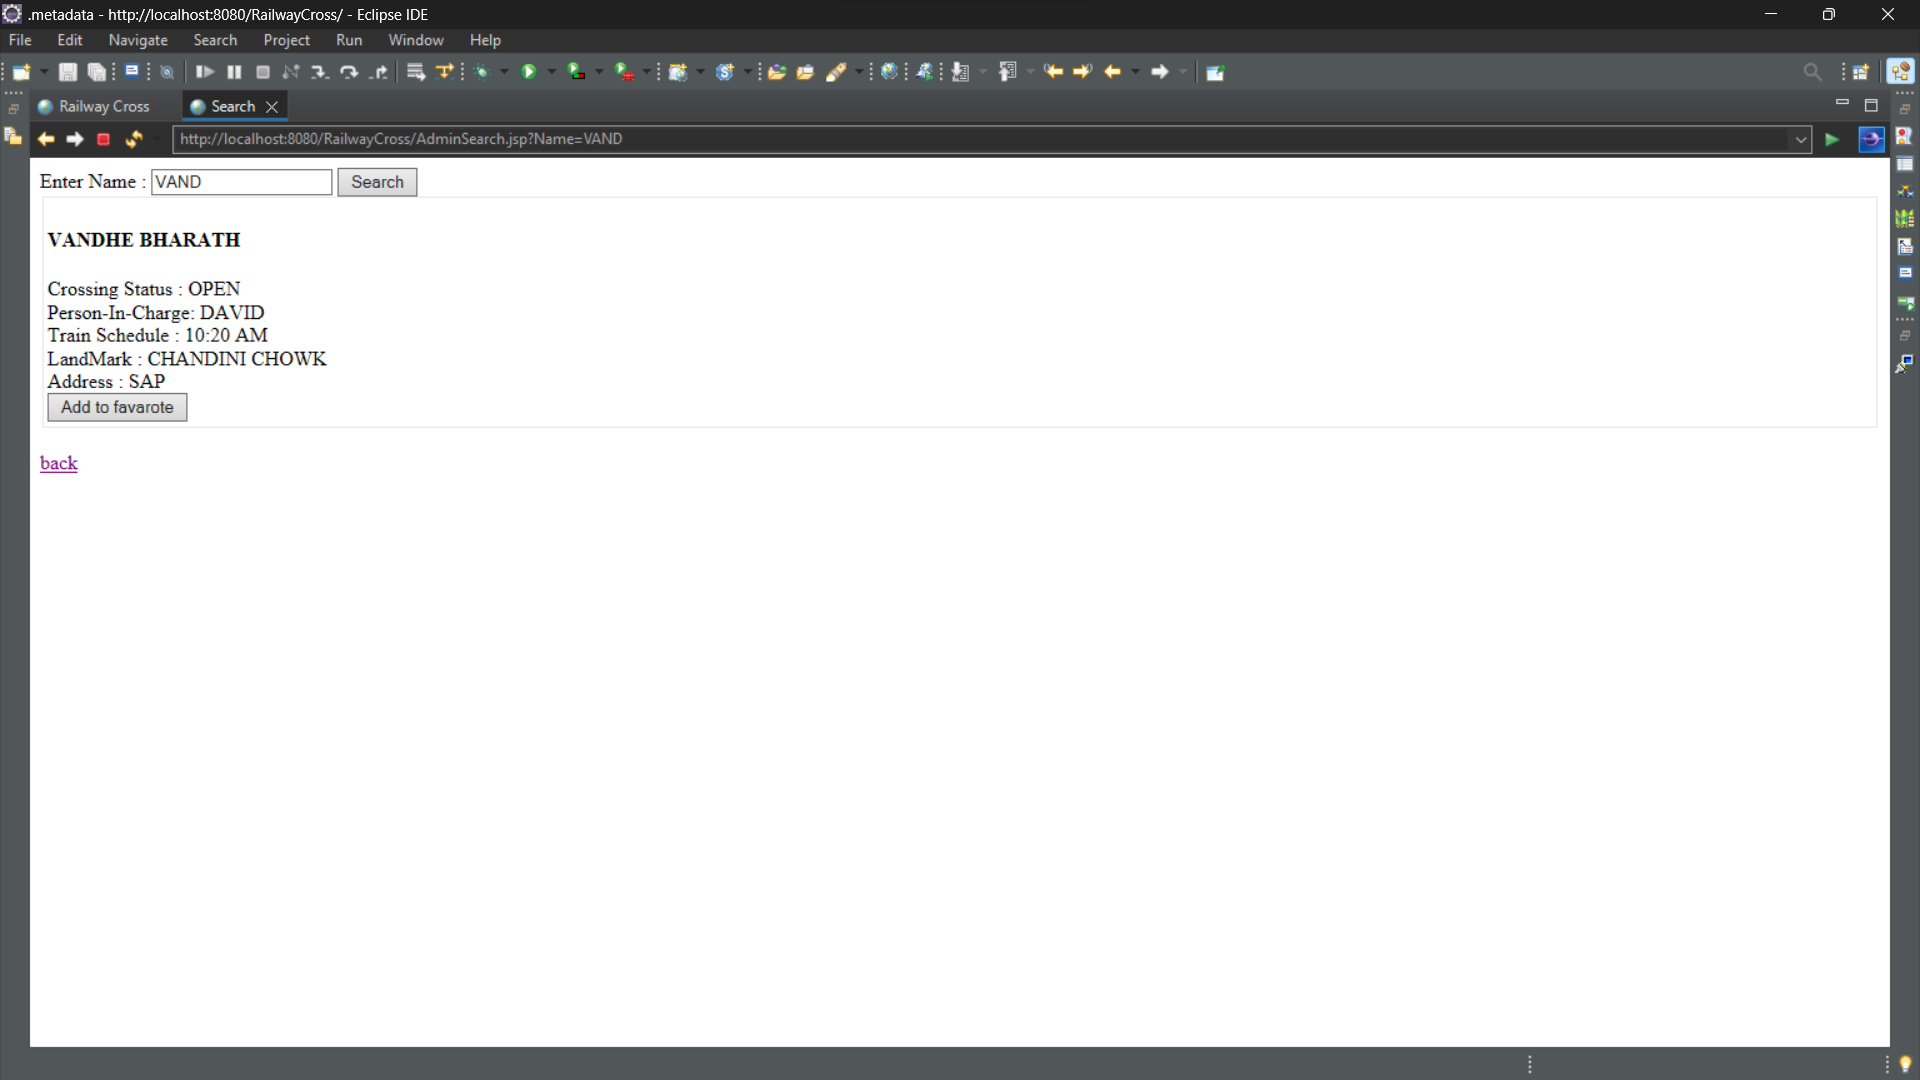 .metadata - http://localhost:8080/RailwayCross/ - Eclipse IDE
File Edit Navigate Search Project Run Window Help
Railway Cross Search
http://localhost:8080/RailwayCross/AdminSearch.jsp?Name=VAND
Enter Name : VAND Search
VANDHE BHARATH
Crossing Status : OPEN
Person-In-Charge: DAVID
Train Schedule : 10:20 AM
LandMark : CHANDINI CHOWK
Address : SAP
Add to favarote
back